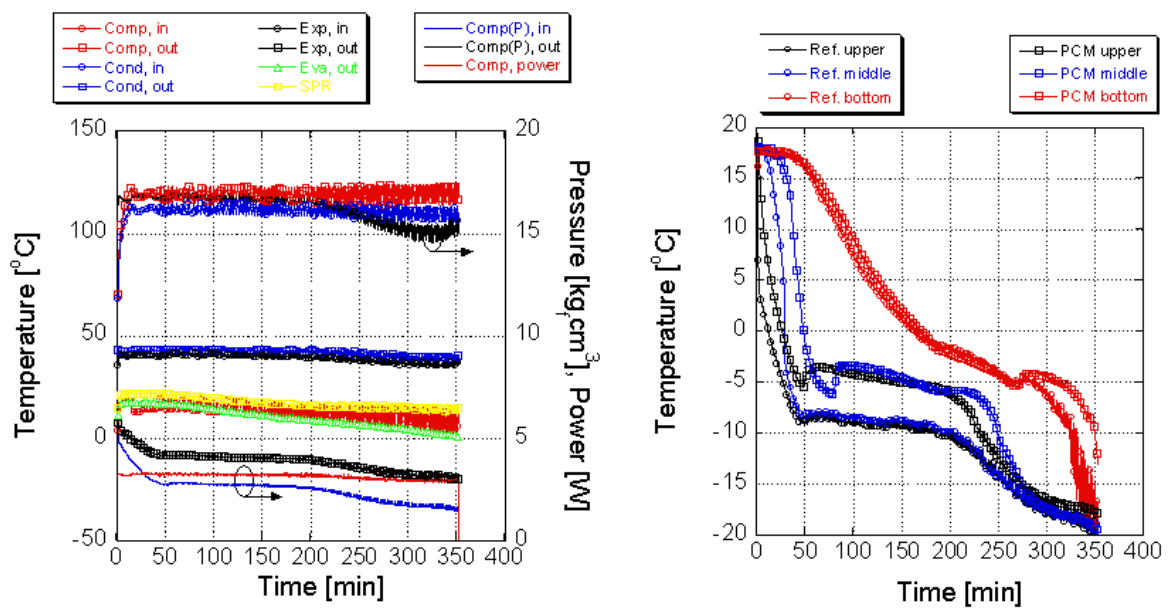 Comp, in
Comp, out
Cond, in
Cond, out
Exp, in
Exp, out
Eva, out
SPR
Comp(P), in
Comp(P), out
Comp, power
150
100
50
0
-50
Temperature [°C]
20
15
10
5
0
Pressure [kgfcm3], Power [W]
0 50 100 150 200 250 300 350 400
Time [min]
Ref. upper
Ref. middle
Ref. bottom
PCM upper
PCM middle
PCM bottom
20
15
10
5
0
-5
-10
-15
-20
Temperature [°C]
0 50 100 150 200 250 300 350 400
Time [min]